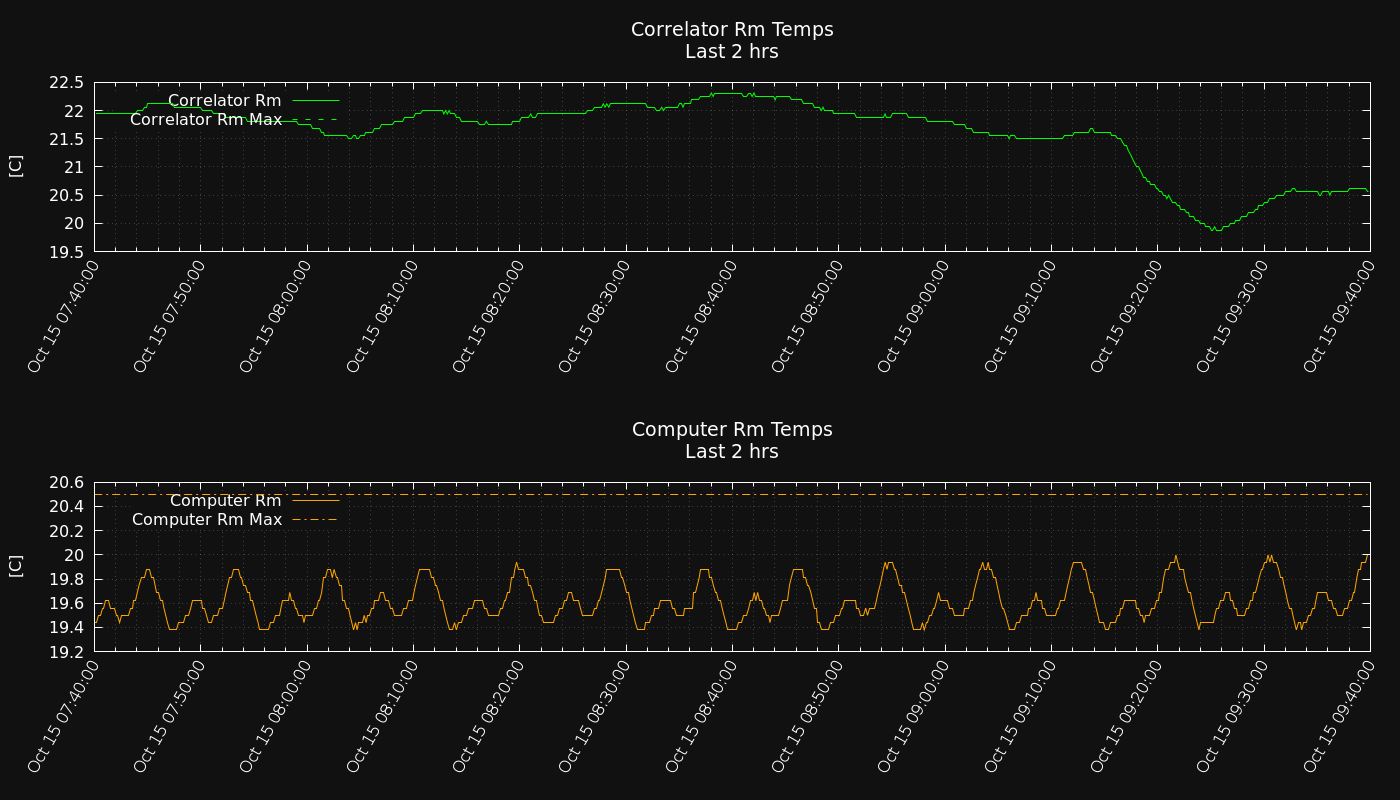 Correlator Rm Temps
Last 2 hrs
22.5
22
21.5
21
20.5
20
19.5
[C]
Correlator Rm
Correlator Rm Max
Oct 15 07:40:00
Oct 15 07:50:00
Oct 15 08:00:00
Oct 15 08:10:00
Oct 15 08:20:00
Oct 15 08:30:00
Oct 15 08:40:00
Oct 15 08:50:00
Oct 15 09:00:00
Oct 15 09:10:00
Oct 15 09:20:00
Oct 15 09:30:00
Oct 15 09:40:00
Computer Rm Temps
Last 2 hrs
20.6
20.4
20.2
20
19.8
19.6
19.4
19.2
[C]
Computer Rm
Computer Rm Max
Oct 15 07:40:00
Oct 15 07:50:00
Oct 15 08:00:00
Oct 15 08:10:00
Oct 15 08:20:00
Oct 15 08:30:00
Oct 15 08:40:00
Oct 15 08:50:00
Oct 15 09:00:00
Oct 15 09:10:00
Oct 15 09:20:00
Oct 15 09:30:00
Oct 15 09:40:00